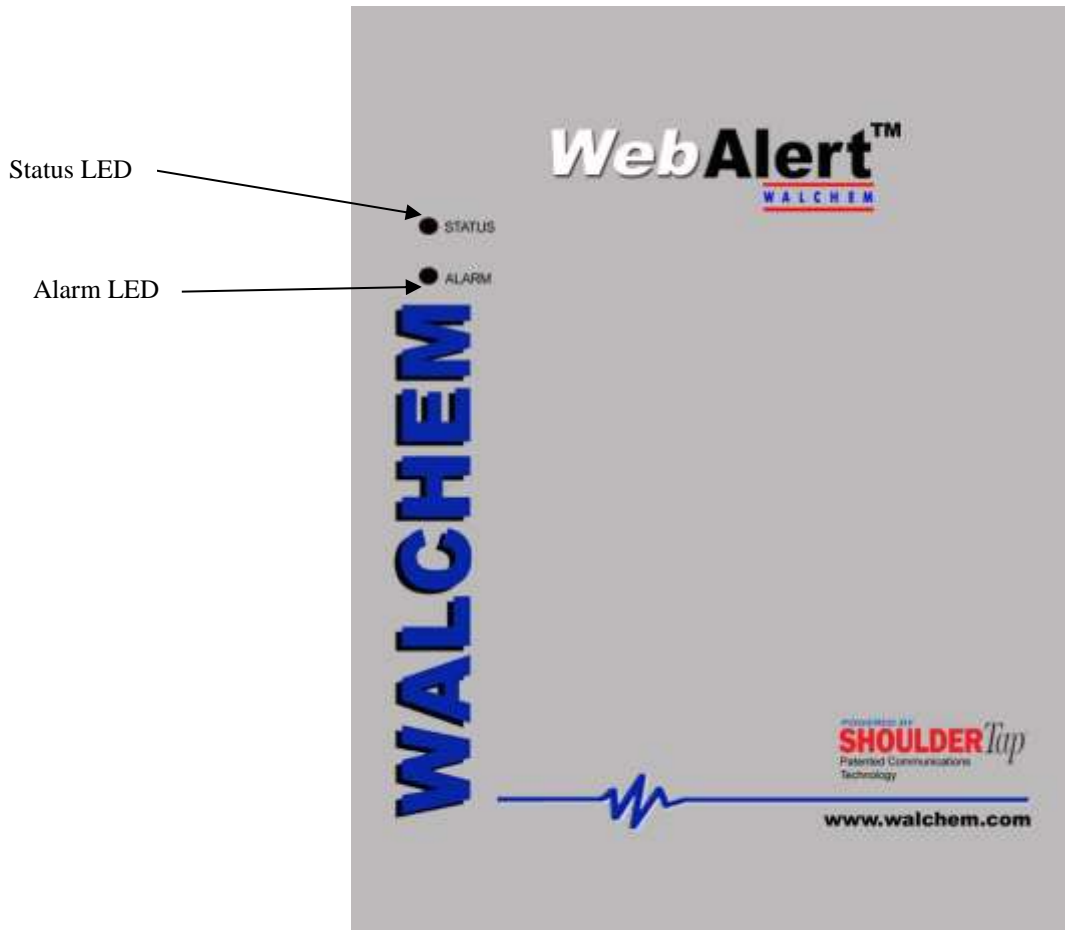 WebAlert™
WALCHEM
Status LED
STATUS
ALARM
Alarm LED
WALCHEM
POWERED BY
SHOULDERTap
Patented Communications
Technology
www.walchem.com